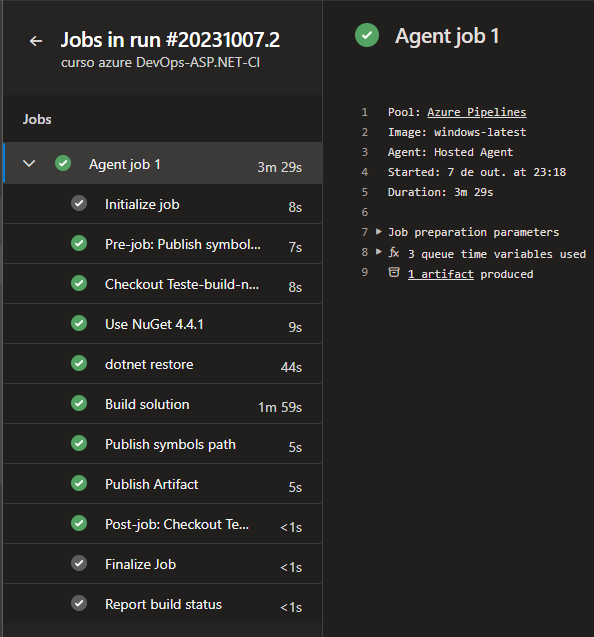 Jobs in run #20231007.2
curso azure DevOps-ASP.NET-CI
Jobs
Agent job 1 3m 29s
Initialize job 8s
Pre-job: Publish symbol... 7s
Checkout Teste-build-n... 8s
Use NuGet 4.4.1 9s
dotnet restore 44s
Build solution 1m 59s
Publish symbols path 5s
Publish Artifact 5s
Post-job: Checkout Te... <1s
Finalize Job <1s
Report build status <1s
Agent job 1
1 Pool: Azure Pipelines
2 Image: windows-latest
3 Agent: Hosted Agent
4 Started: 7 de out. at 23:18
5 Duration: 3m 29s
6
7 Job preparation parameters
8 fx 3 queue time variables used
9 1 artifact produced